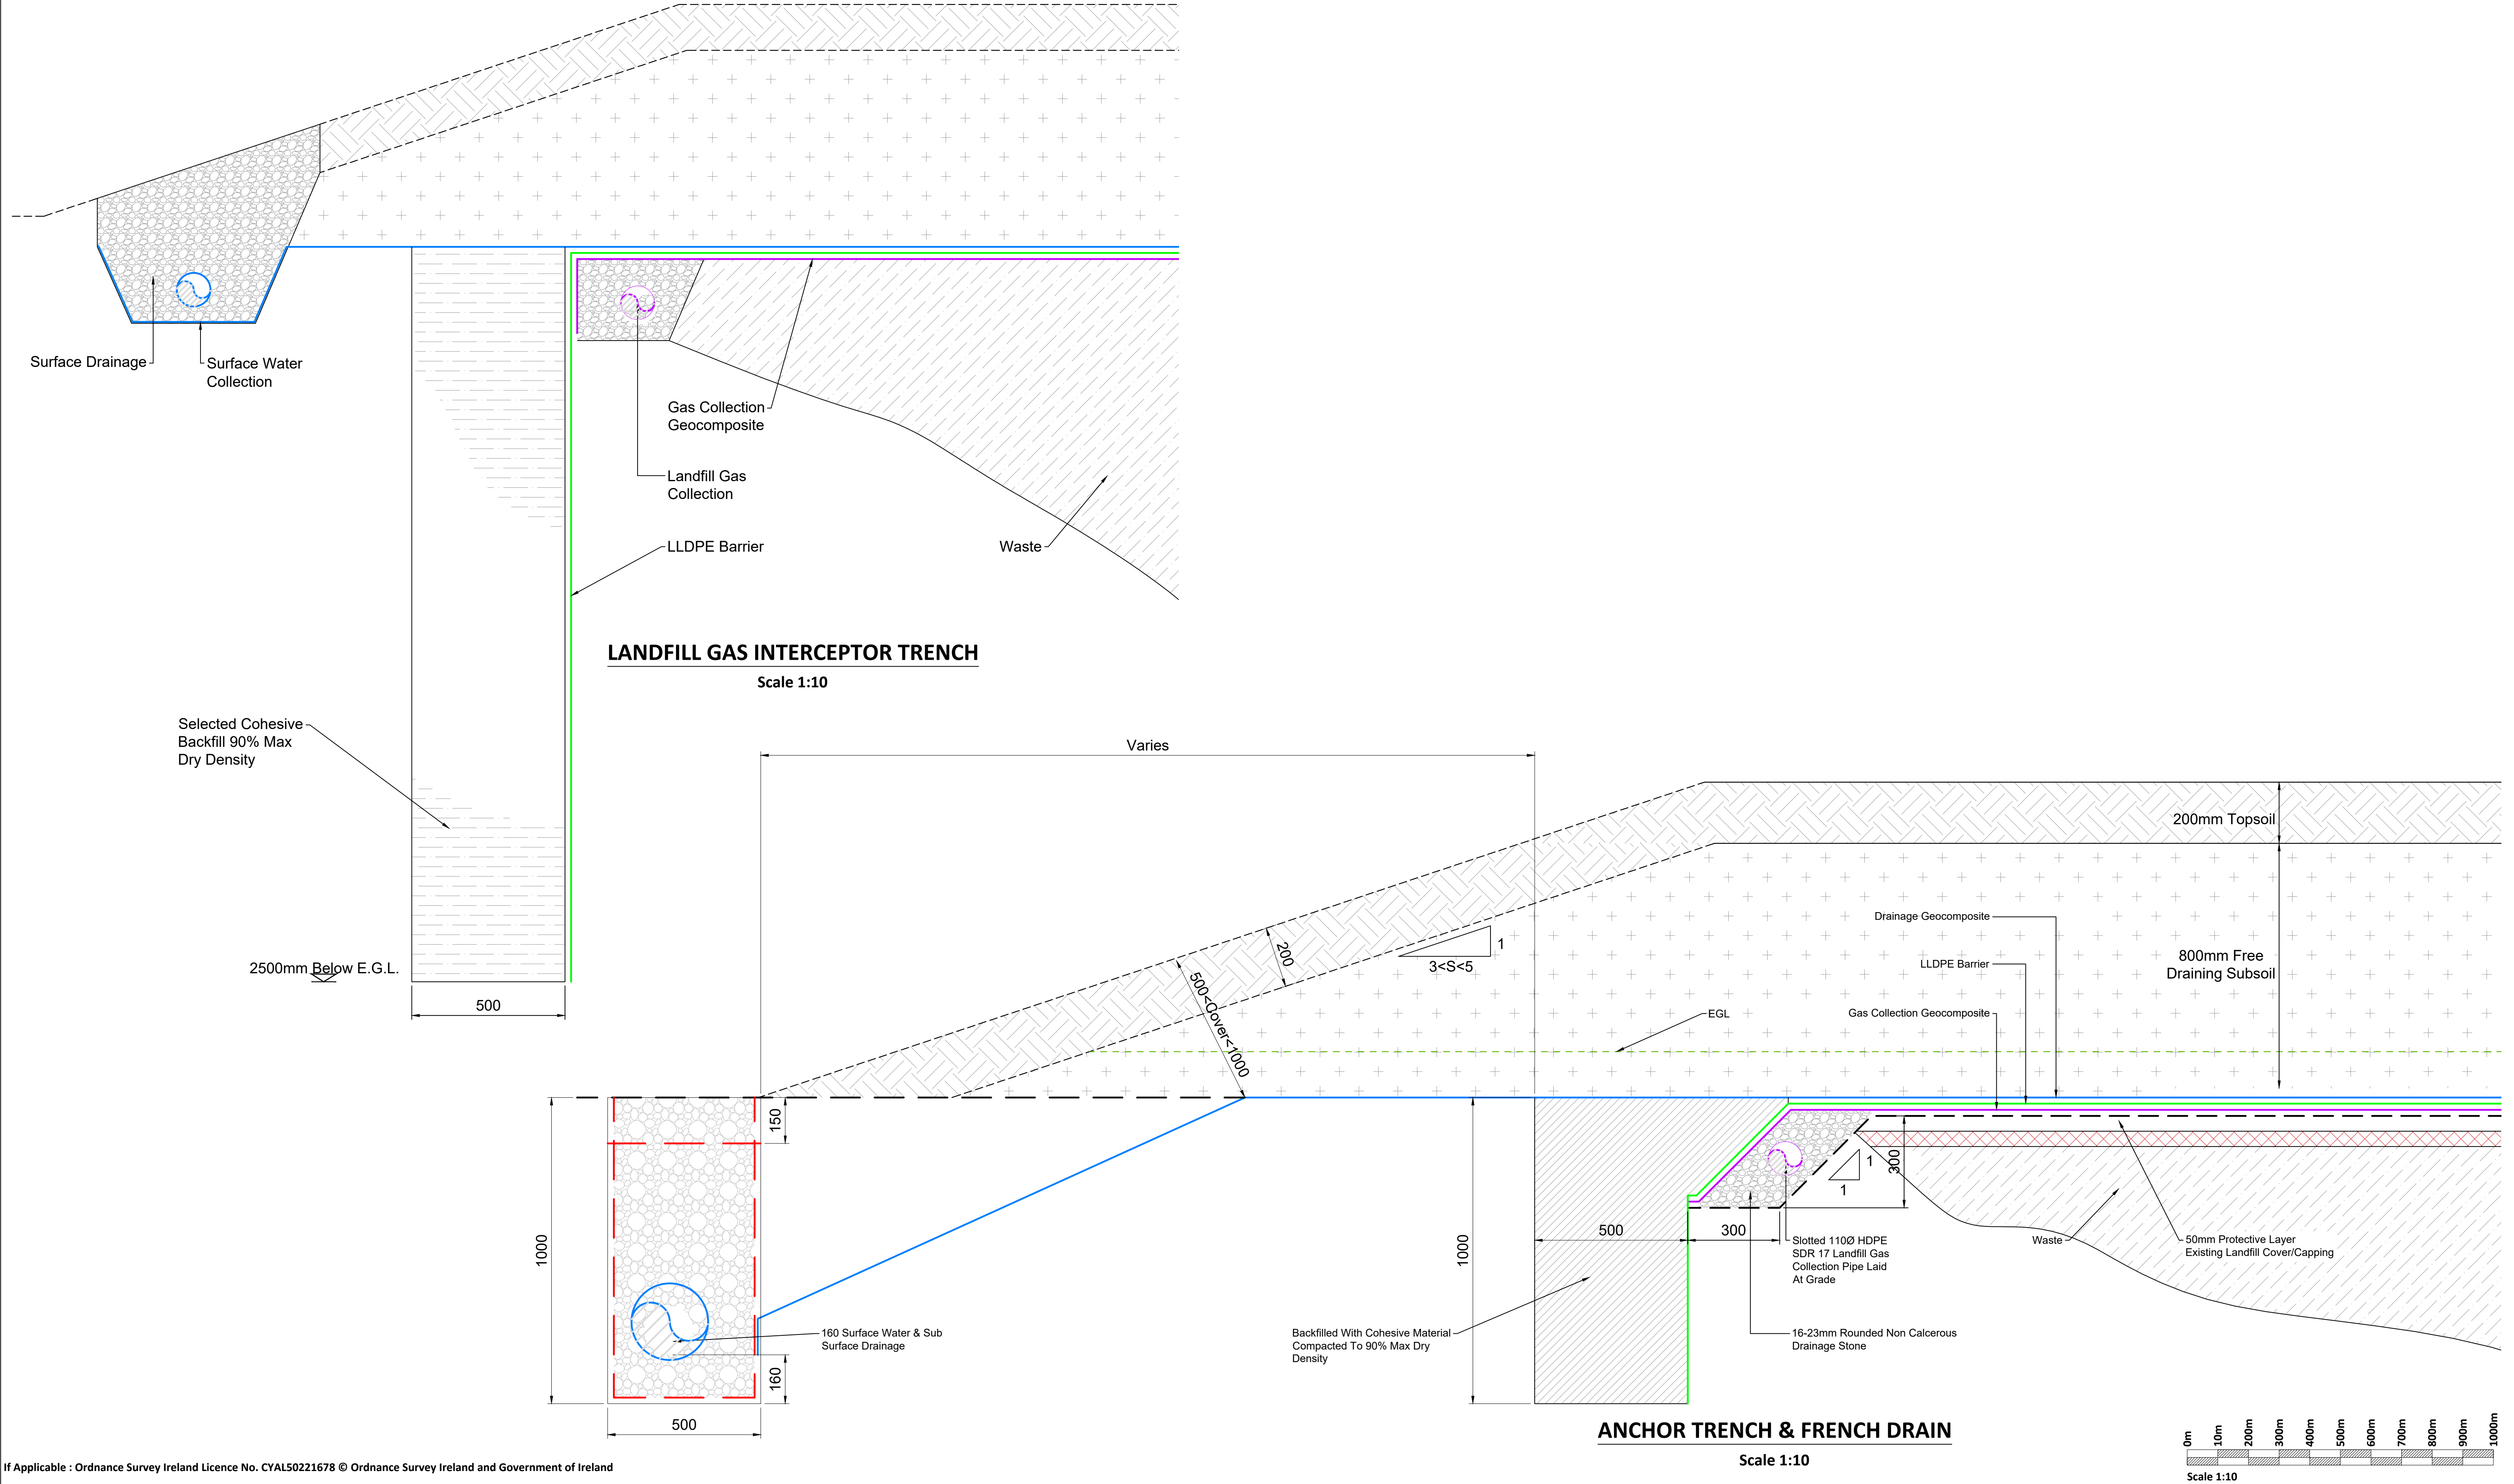 Surface Drainage
Surface Water
Collection
Gas Collection
Geocomposite
Landfill Gas
Collection
LLDPE Barrier
Waste
LANDFILL GAS INTERCEPTOR TRENCH
Scale 1:10
Selected Cohesive
Backfill 90% Max
Dry Density
2500mm Below E.G.L.
500
Varies
200mm Topsoil
200
1
3<S<5
500<Cover<1000
Drainage Geocomposite
LLDPE Barrier
800mm Free
Draining Subsoil
EGL
Gas Collection Geocomposite
150
1000
1000
1
1
300
500
300
Slotted 110Ø HDPE
SDR 17 Landfill Gas
Collection Pipe Laid
At Grade
Waste
50mm Protective Layer
Existing Landfill Cover/Capping
160 Surface Water & Sub
Surface Drainage
Backfilled With Cohesive Material
Compacted To 90% Max Dry
Density
16-23mm Rounded Non Calcerous
Drainage Stone
160
500
ANCHOR TRENCH & FRENCH DRAIN
Scale 1:10
0m
10m
200m
300m
400m
500m
600m
700m
800m
900m
1000m
Scale 1:10
If Applicable : Ordnance Survey Ireland Licence No. CYAL50221678 © Ordnance Survey Ireland and Government of Ireland